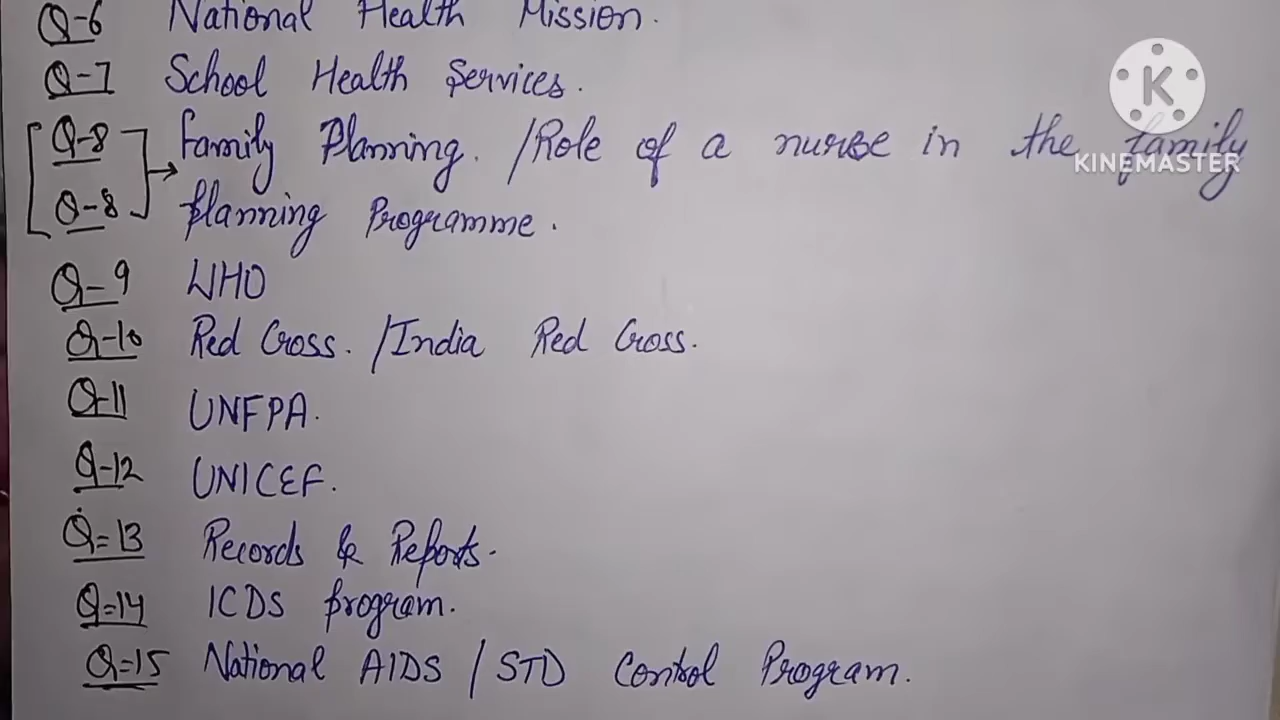 Q-6 National Health Mission.
Q-7 School Health Services.
Q-8 Family Planning. /Role of a nurse in the family
Q-8 Planning Programme.
Q-9 WHO
Q-10 Red Cross. /India Red Cross.
Q-11 UNFPA.
Q-12 UNICEF.
Q=13 Records & Reports.
Q=14 ICDS program.
Q=15 National AIDS / STD Control Program.
K
KINEMASTER